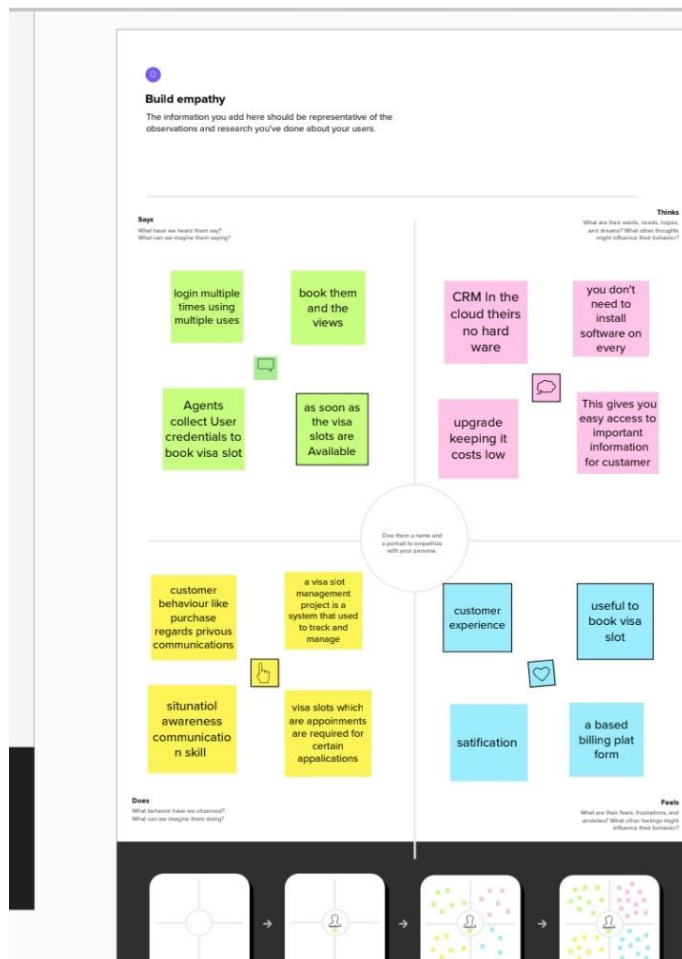 Build empathy
The information you add here should be representative of the
observations and research you've done about your users.
Says
What have we heard them say?
What can we imagine them saying?
Thinks
What are their wants, needs, hopes,
and dreams? What other thoughts
might influence their behavior?
login multiple
times using
multiple uses
book them
and the
views
Agents
collect User
credentials to
book visa slot
as soon as
the visa
slots are
Available
CRM In the
cloud theirs
no hard
ware
you don't
need to
install
software on
every
upgrade
keeping it
costs low
This gives you
easy access to
important
information
for custamer
Give them a name and
a portrait to empathize
with your persona.
customer
behaviour like
purchase
regards privous
communications
a visa slot
management
project is a
system that used
to track and
manage
situnatiol
awareness
communicatio
n skill
visa slots which
are appoinments
are required for
certain
appalications
customer
experience
useful to
book visa
slot
satification
a based
billing plat
form
Does
What behavior have we observed?
What can we imagine them doing?
Feels
What are their fears, frustrations, and
anxieties? What other feelings might
influence their behavior?